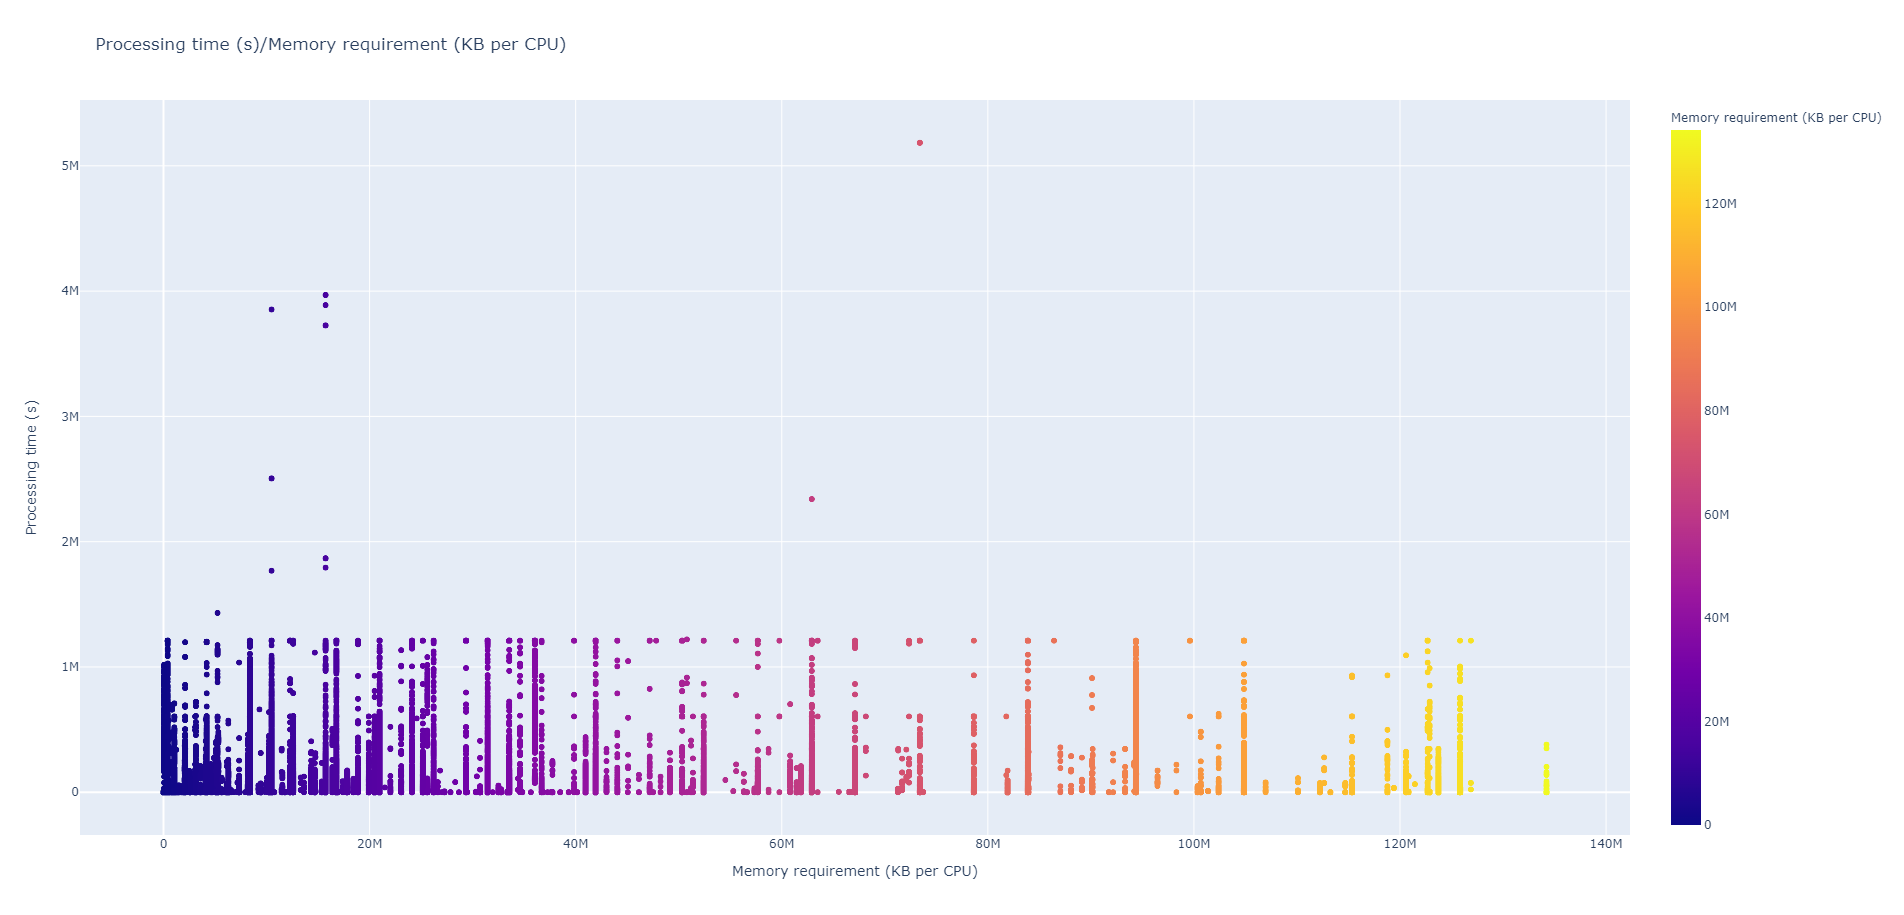 Processing time (s)/Memory requirement (KB per CPU)
Memory requirement (KB per CPU)
5M
4M
3M
2M
1M
0
Processing time (s)
0
20M
40M
60M
80M
100M
120M
140M
Memory requirement (KB per CPU)
120M
100M
80M
60M
40M
20M
0